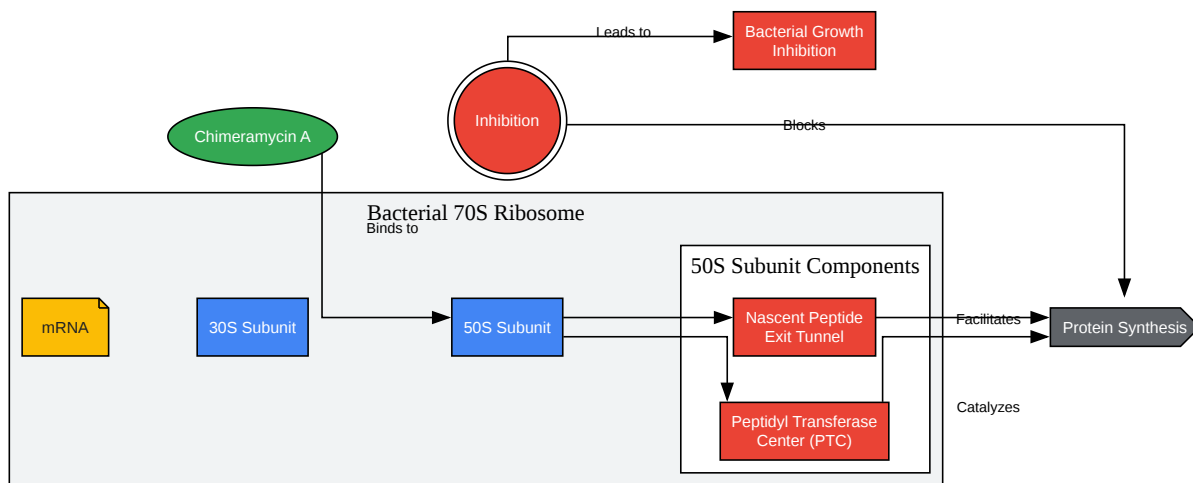 Leads to
Bacterial Growth
Inhibition
Inhibition
Blocks
Chimeramycin A
Bacterial 70S Ribosome
Binds to
50S Subunit Components
mRNA
30S Subunit
50S Subunit
Nascent Peptide
Exit Tunnel
Facilitates
Protein Synthesis
Peptidyl Transferase
Center (PTC)
Catalyzes